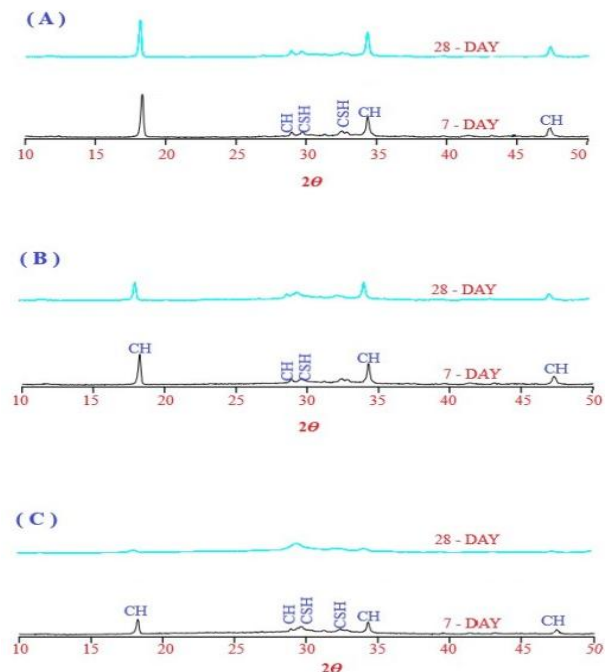 ( A )
28 - DAY
CH CSH CSH CH CH
7 - DAY
10 15 20 25 30 35 40 45 50
2Θ
( B )
28 - DAY
CH CH CSH CH CH
7 - DAY
10 15 20 25 30 35 40 45 50
2Θ
( C )
28 - DAY
CH CH CSH CSH CH CH
7 - DAY
10 15 20 25 30 35 40 45 50
2Θ